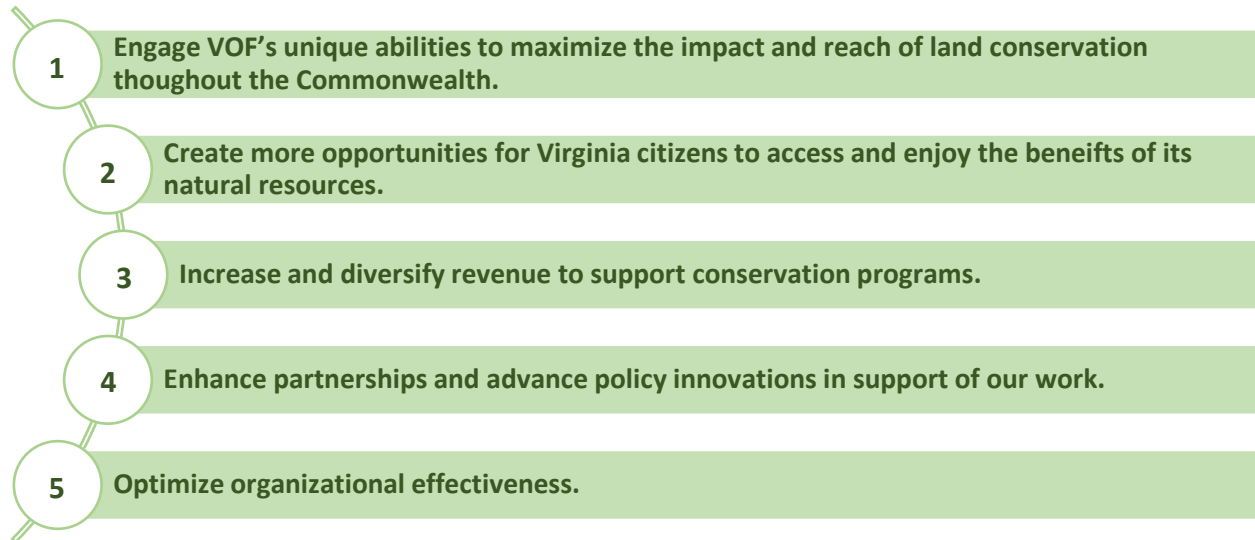 1
Engage VOF's unique abilities to maximize the impact and reach of land conservation
thoughout the Commonwealth.
2
Create more opportunities for Virginia citizens to access and enjoy the beneifts of its
natural resources.
3
Increase and diversify revenue to support conservation programs.
4
Enhance partnerships and advance policy innovations in support of our work.
5
Optimize organizational effectiveness.